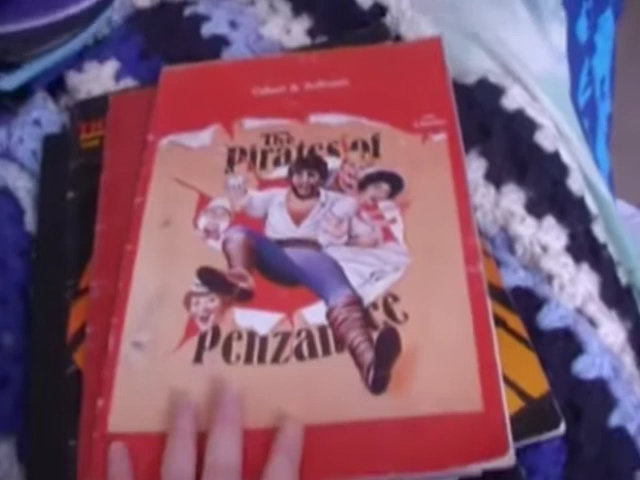 Gilbert & Sullivan
The
Pirates of
Penzance